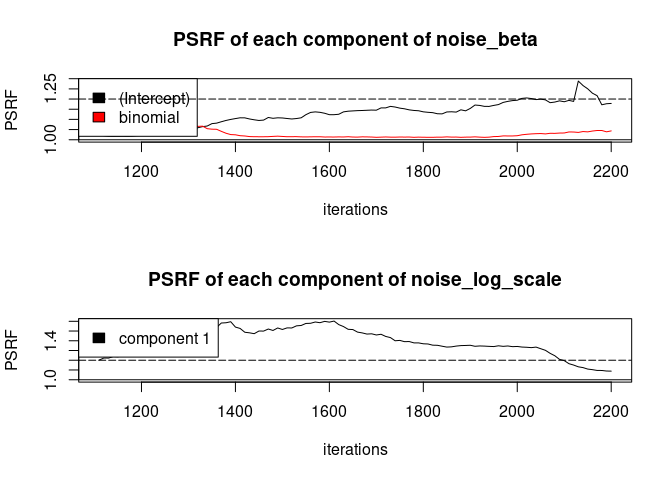 PSRF of each component of noise_beta
PSRF
1.25
1.00
(Intercept)
binomial
1200 1400 1600 1800 2000 2200
iterations
PSRF of each component of noise_log_scale
PSRF
1.4
1.0
component 1
1200 1400 1600 1800 2000 2200
iterations